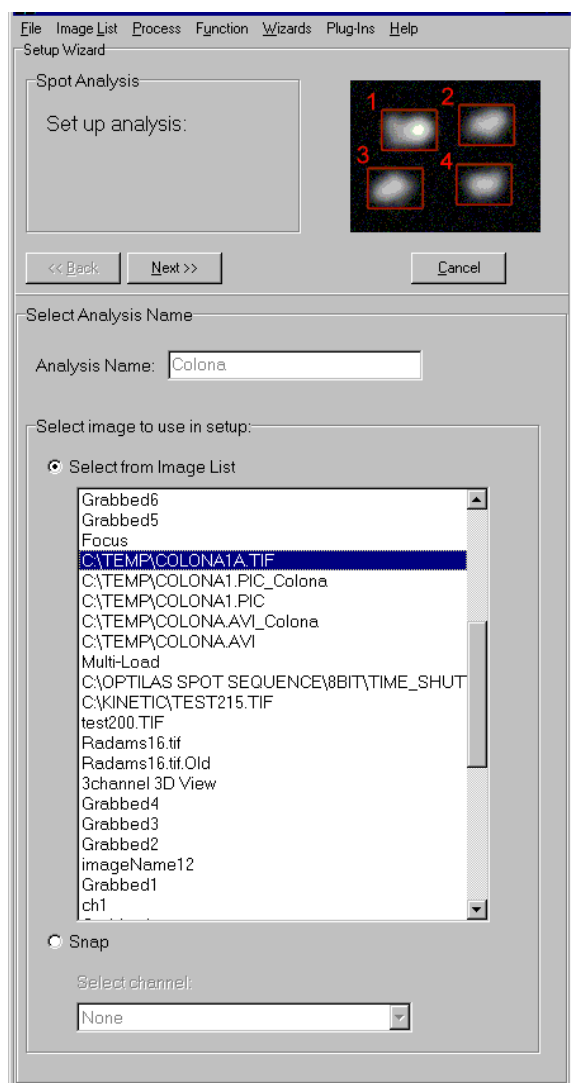 File Image List Process Function Wizards Plug-Ins Help
Setup Wizard
Spot Analysis
Set up analysis:
1 2
3 4
<< Back Next >> Cancel
Select Analysis Name
Analysis Name: Colona
Select image to use in setup:
Select from Image List
Grabbed6
Grabbed5
Focus
C:\TEMP\COLONA1A.TIF
C:\TEMP\COLONA1.PIC_Colona
C:\TEMP\COLONA1.PIC
C:\TEMP\COLONA.AVI_Colona
C:\TEMP\COLONA.AVI
Multi-Load
C:\OPTILAS SPOT SEQUENCE\8BIT\TIME_SHUT
C:\KINETIC\TEST215.TIF
test200.TIF
Radams16.tif
Radams16.tif.Old
3channel 3D View
Grabbed4
Grabbed3
Grabbed2
imageName12
Grabbed1
ch1
Snap
Select channel:
None